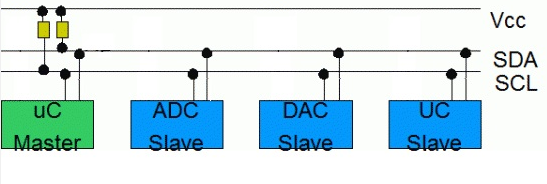 Vcc
SDA
SCL
uC
Master
ADC
Slave
DAC
Slave
UC
Slave